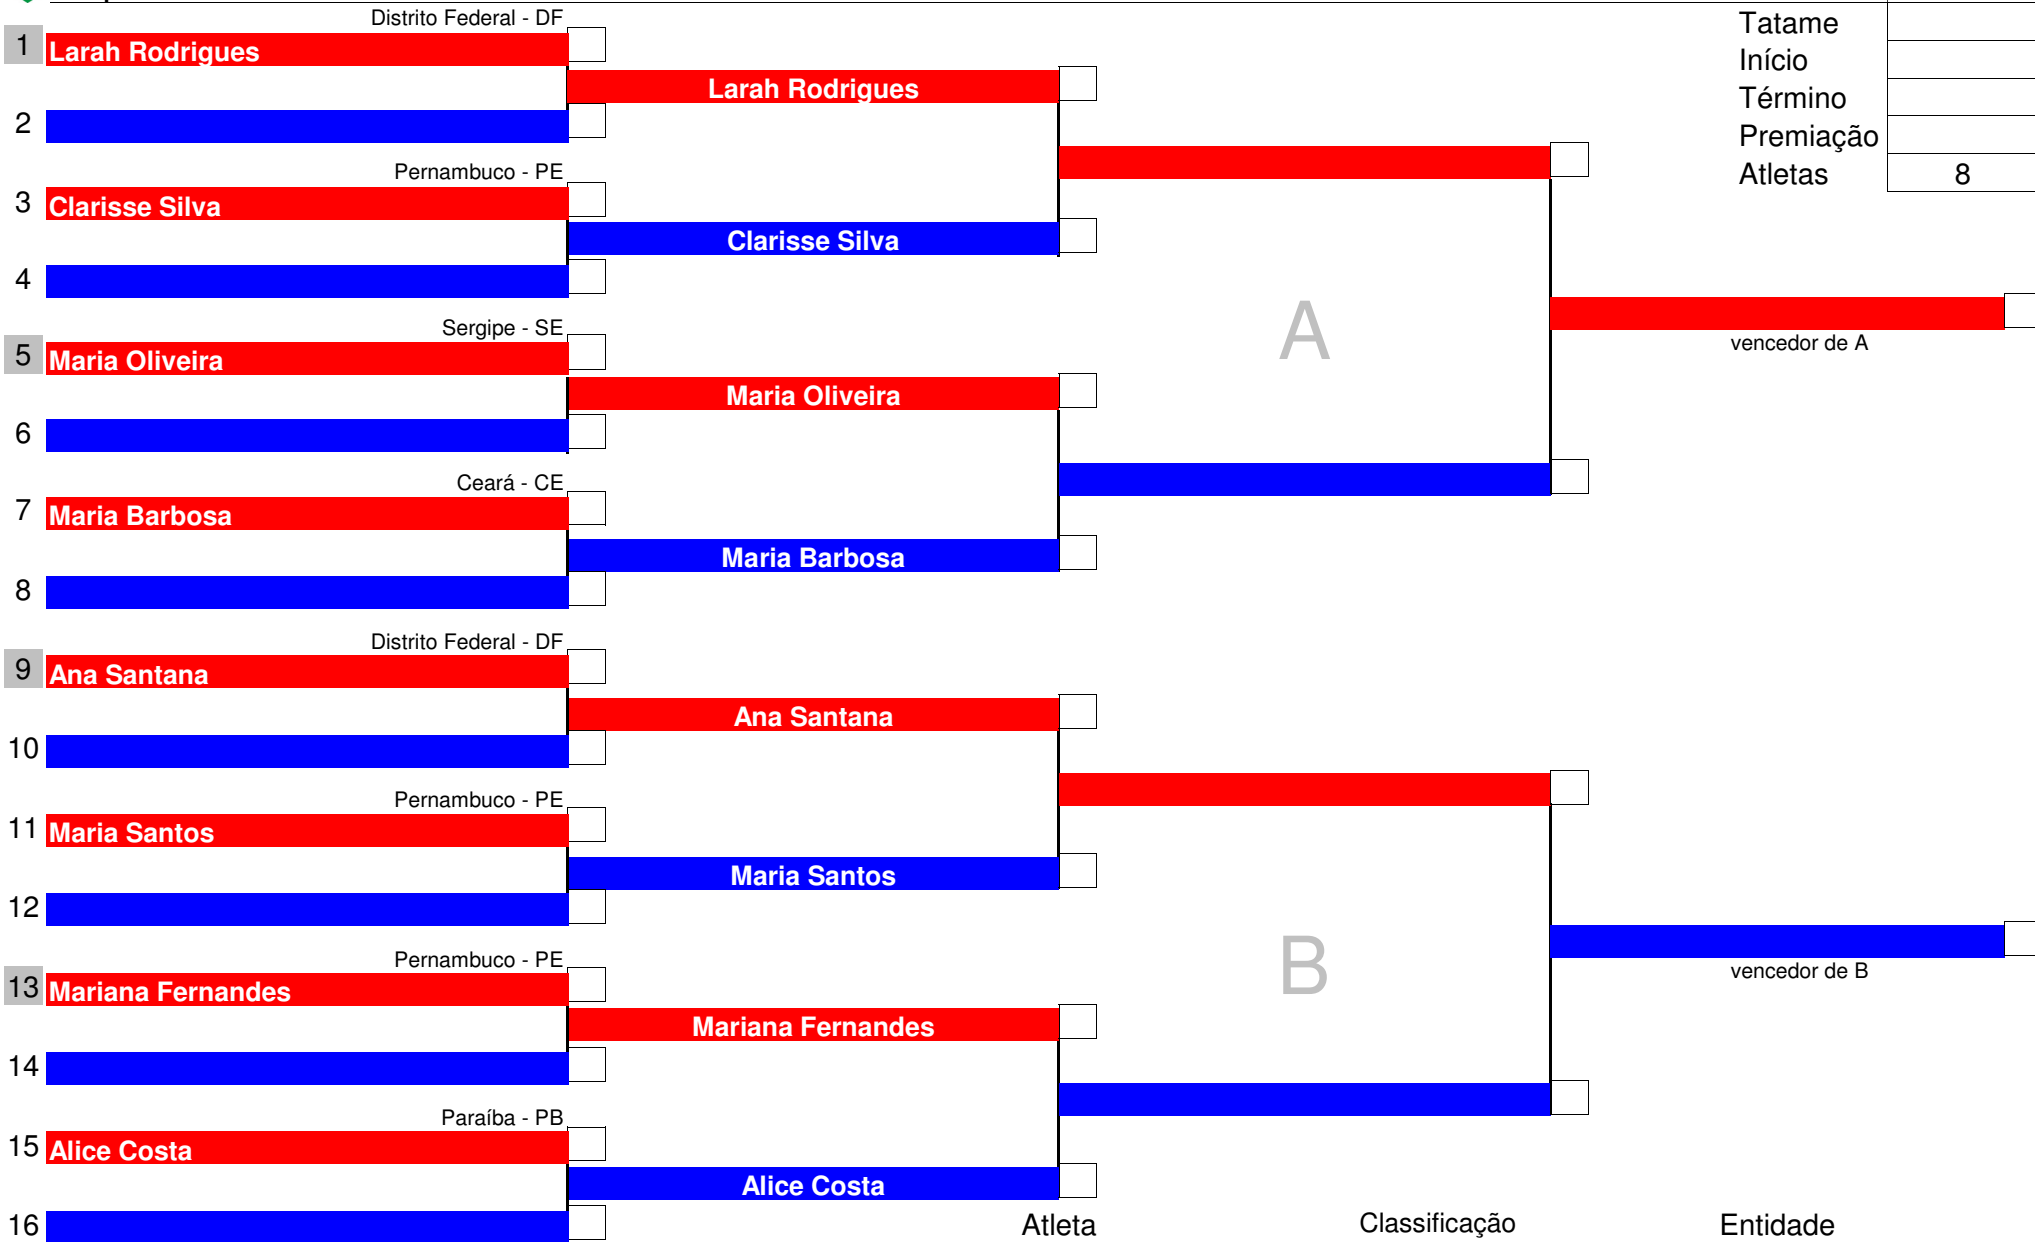 Distrito Federal - DF
1 Larah Rodrigues
Larah Rodrigues
2
Pernambuco - PE
3 Clarisse Silva
Clarisse Silva
4
Sergipe - SE
5 Maria Oliveira
Maria Oliveira
6
Ceará - CE
7 Maria Barbosa
Maria Barbosa
8
A
Distrito Federal - DF
9 Ana Santana
Ana Santana
10
Pernambuco - PE
11 Maria Santos
Maria Santos
12
Pernambuco - PE
13 Mariana Fernandes
Mariana Fernandes
14
Paraíba - PB
15 Alice Costa
Alice Costa
16
B
Tatame
Início
Término
Premiação
Atletas 8
vencedor de A
vencedor de B
Atleta Classificação Entidade